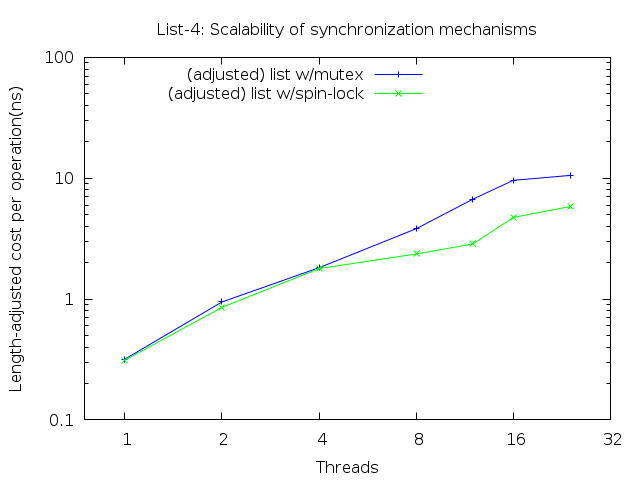 List-4: Scalability of synchronization mechanisms
100
(adjusted) list w/mutex
(adjusted) list w/spin-lock
10
1
0.1
Length-adjusted cost per operation(ns)
1 2 4 8 16 32
Threads